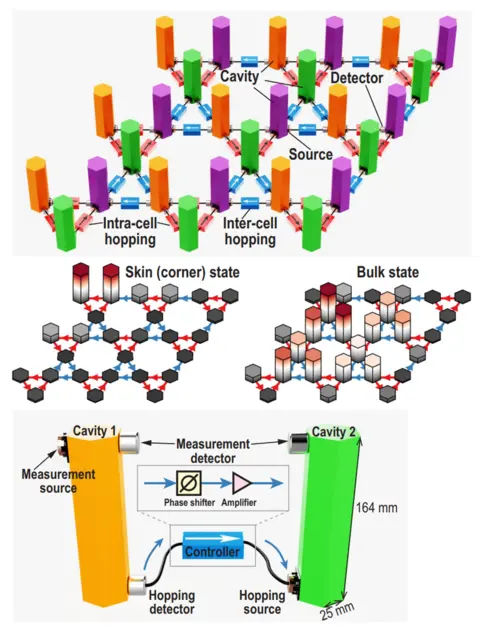 Cavity
Detector
Source
Intra-cell
hopping
Inter-cell
hopping
Skin (corner) state
Bulk state
Cavity 1
Cavity 2
Measurement
detector
Measurement
source
Phase shifter
Amplifier
164 mm
Controller
Hopping
detector
Hopping
source
25 mm